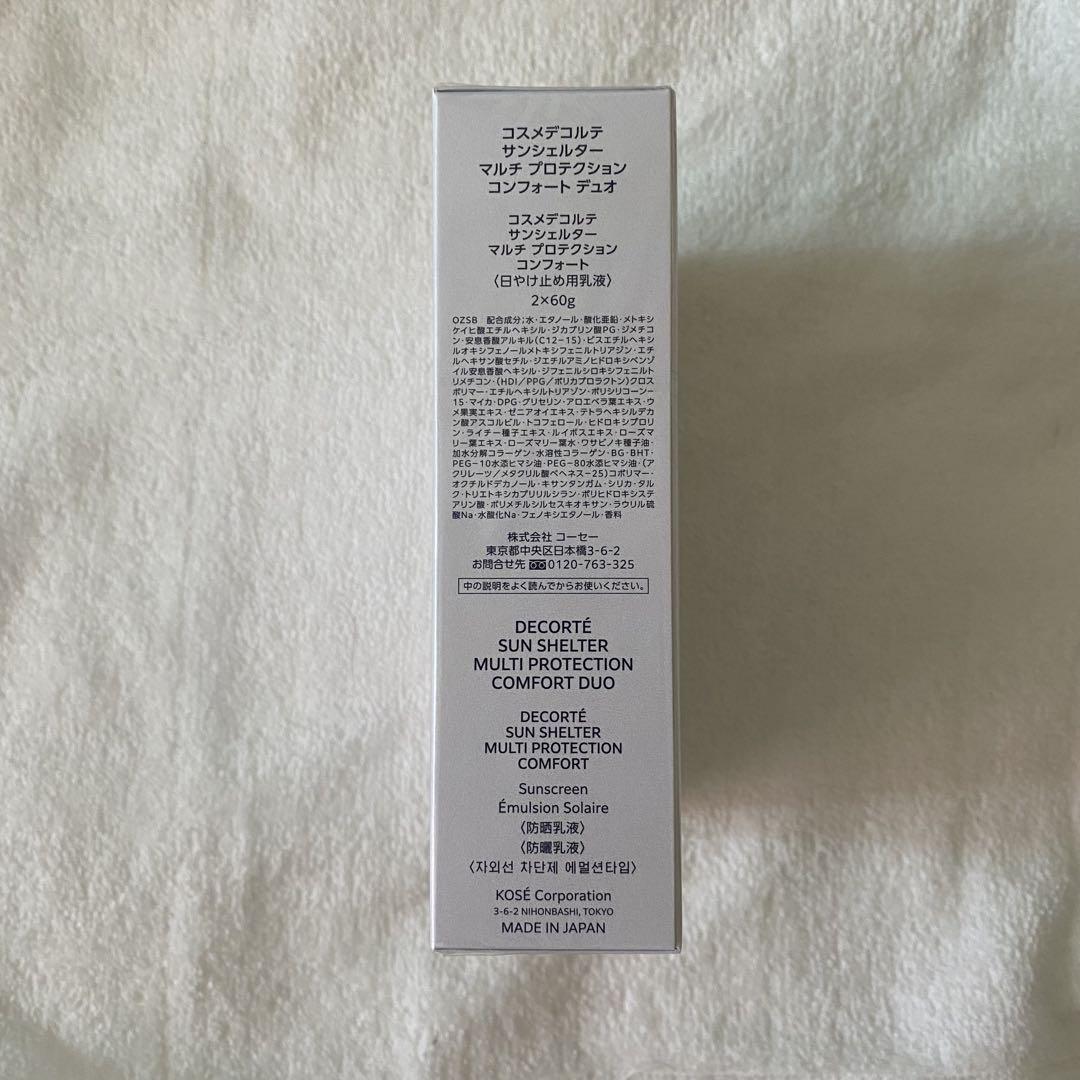 コスメデコルテ
サンシェルター
マルチ プロテクション
コンフォート デュオ
コスメデコルテ
サンシェルター
マルチ プロテクション
コンフォート
〈日やけ止め用乳液〉
2×60g
OZSB 配合成分;水・エタノール・酸化亜鉛・メトキシ
ケイヒ酸エチルヘキシル・ジカプリン酸PG・ジメチコ
ン・安息香酸アルキル(C12-15)・ビスエチルヘキシ
ルオキシフェノールメトキシフェニルトリアジン・エチ
ルヘキサン酸セチル・ジエチルアミノヒドロキシベンゾ
イル安息香酸ヘキシル・ジフェニルシロキシフェニルト
リメチコン・(HDI/PPG/ポリカプロラクトン)クロス
ポリマー・エチルヘキシルトリアゾン・ポリシリコーン-
15・マイカ・DPG・グリセリン・アロエベラ葉エキス・ウ
メ果実エキス・ゼニアオイエキス・テトラヘキシルデカ
ン酸アスコルビル・トコフェロール・ヒドロキシプロリ
ン・ライチー種子エキス・ルイボスエキス・ローズマ
リー葉エキス・ローズマリー葉水・ワサビノキ種子油・
加水分解コラーゲン・水溶性コラーゲン・BG・BHT・
PEG-10水添ヒマシ油・PEG-80水添ヒマシ油・(ア
クリレーツ/メタクリル酸ベヘネス-25)コポリマー・
オクチルドデカノール・キサンタンガム・シリカ・タル
ク・トリエトキシカプリリルシラン・ポリヒドロキシステ
アリン酸・ポリメチルシルセスキオキサン・ラウリル硫
酸Na・水酸化Na・フェノキシエタノール・香料
株式会社 コーセー
東京都中央区日本橋3-6-2
お問合せ先 0120-763-325
中の説明をよく読んでからお使いください。
DECORTÉ
SUN SHELTER
MULTI PROTECTION
COMFORT DUO
DECORTÉ
SUN SHELTER
MULTI PROTECTION
COMFORT
Sunscreen
Émulsion Solaire
〈防晒乳液〉
〈防曬乳液〉
〈자외선 차단제 에멀션타입〉
KOSÉ Corporation
3-6-2 NIHONBASHI, TOKYO
MADE IN JAPAN